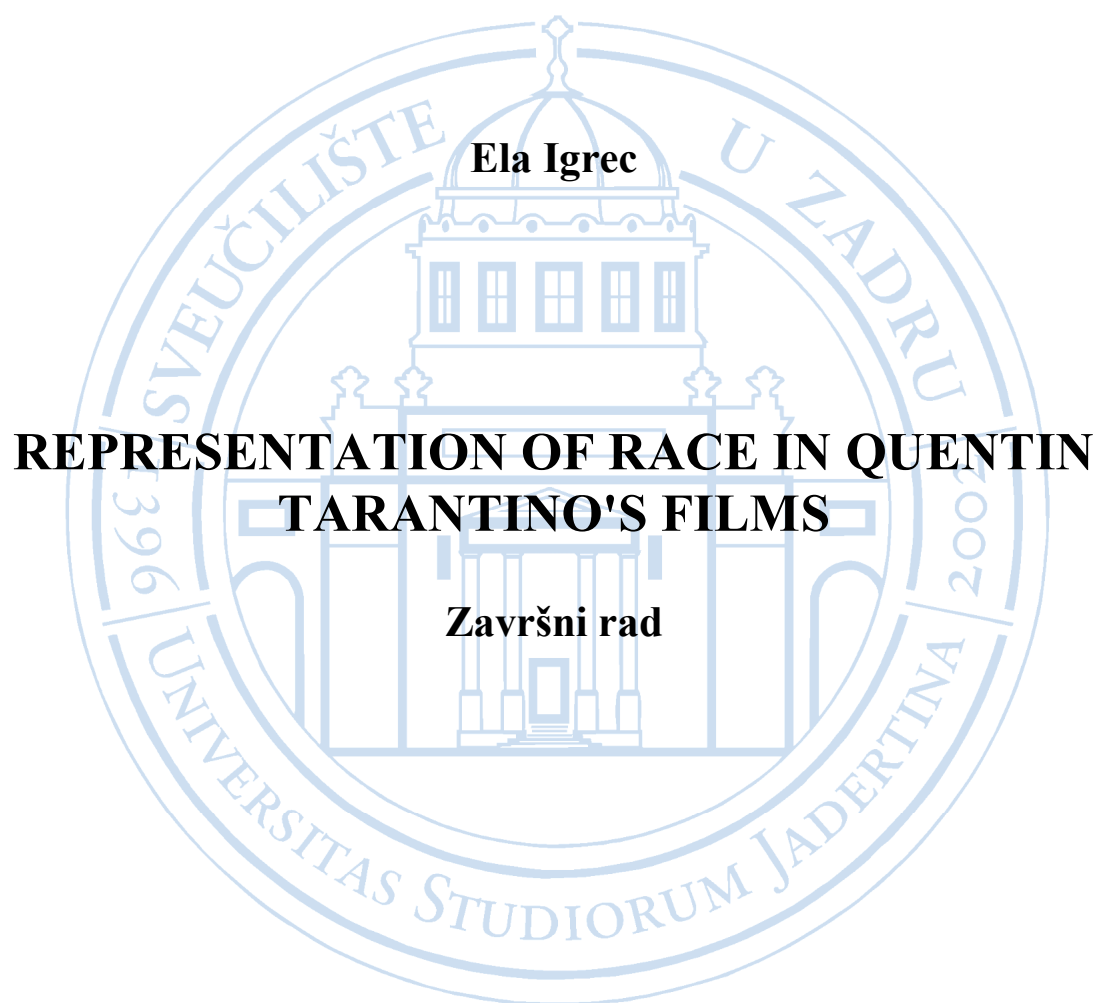 Ela Igrec
REPRESENTATION OF RACE IN QUENTIN
TARANTINO'S FILMS
Završni rad
SVEUČILIŠTE U ZADRU
1396
2002
UNIVERSITAS STUDIORUM JADERTINA